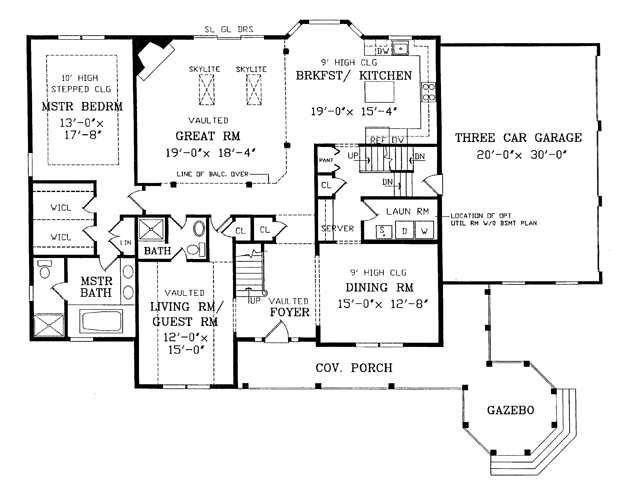 SL GL DRS
10' HIGH
STEPPED CLG
MSTR BEDRM
13'-0"x
17'-8"
SKYLITE
SKYLITE
VAULTED
GREAT RM
19'-0"x 18'-4"
LINE OF BALC. OVER
DW
9' HIGH CLG
BRKFST/ KITCHEN
19'-0"x 15'-4"
REF
OV
THREE CAR GARAGE
20'-0"x 30'-0"
PANT
UP
DN
CL
DN
WICL
WICL
LIN
BATH
CL
CL
SERVER
LAUN RM
S
D
W
LOCATION OF OPT
UTIL RM W/O BSMT PLAN
MSTR
BATH
VAULTED
LIVING RM/
GUEST RM
12'-0"x
15'-0"
UP
VAULTED
FOYER
9' HIGH CLG
DINING RM
15'-0"x 12'-8"
COV. PORCH
GAZEBO